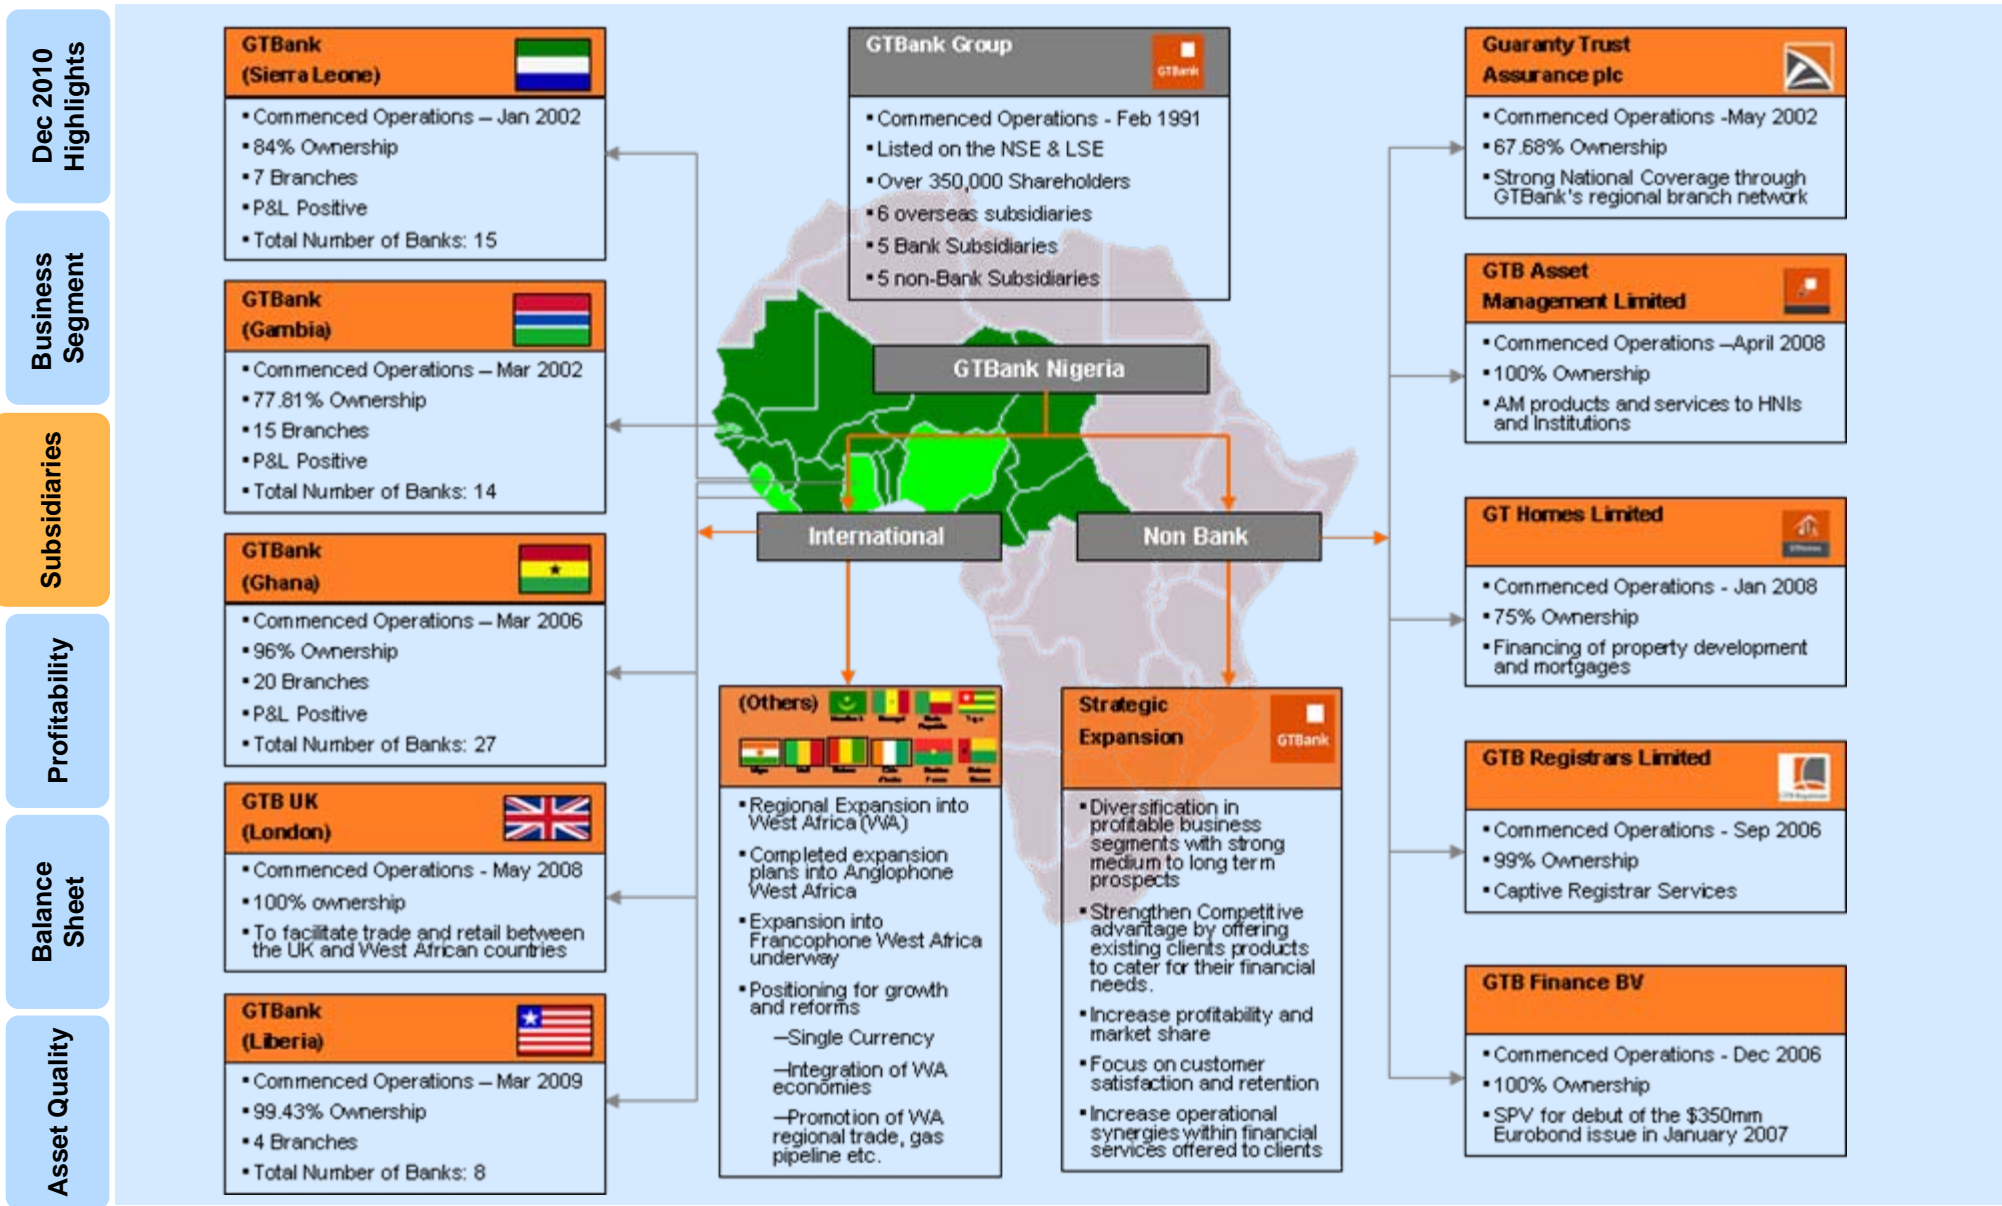 Dec 2010
Highlights
Business
Segment
Subsidiaries
Profitability
Balance
Sheet
Asset Quality
GTBank
(Sierra Leone)
▪Commenced Operations – Jan 2002
▪84% Ownership
▪7 Branches
▪P&L Positive
▪Total Number of Banks: 15
GTBank
(Gambia)
▪Commenced Operations – Mar 2002
▪77.81% Ownership
▪15 Branches
▪P&L Positive
▪Total Number of Banks: 14
GTBank
(Ghana)
▪Commenced Operations – Mar 2006
▪96% Ownership
▪20 Branches
▪P&L Positive
▪Total Number of Banks: 27
GTB UK
(London)
▪Commenced Operations - May 2008
▪100% ownership
▪To facilitate trade and retail between
the UK and West African countries
GTBank
(Liberia)
▪Commenced Operations – Mar 2009
▪99.43% Ownership
▪4 Branches
▪Total Number of Banks: 8
GTBank Group
GTBank
▪Commenced Operations - Feb 1991
▪Listed on the NSE & LSE
▪Over 350,000 Shareholders
▪6 overseas subsidiaries
▪5 Bank Subsidiaries
▪5 non-Bank Subsidiaries
GTBank Nigeria
International
Non Bank
(Others)
▪Regional Expansion into
West Africa (WA)
▪Completed expansion
plans into Anglophone
West Africa
▪Expansion into
Francophone West Africa
underway
▪Positioning for growth
and reforms
–Single Currency
–Integration of WA
economies
–Promotion of WA
regional trade, gas
pipeline etc.
Strategic
Expansion
GTBank
▪Diversification in
profitable business
segments with strong
medium to long term
prospects
▪Strengthen Competitive
advantage by offering
existing clients products
to cater for their financial
needs.
▪Increase profitability and
market share
▪Focus on customer
satisfaction and retention
▪Increase operational
synergies within financial
services offered to clients
Guaranty Trust
Assurance plc
▪Commenced Operations -May 2002
▪67.68% Ownership
▪Strong National Coverage through
GTBank's regional branch network
GTB Asset
Management Limited
▪Commenced Operations –April 2008
▪100% Ownership
▪AM products and services to HNIs
and Institutions
GT Homes Limited
▪Commenced Operations - Jan 2008
▪75% Ownership
▪Financing of property development
and mortgages
GTB Registrars Limited
▪Commenced Operations - Sep 2006
▪99% Ownership
▪Captive Registrar Services
GTB Finance BV
▪Commenced Operations - Dec 2006
▪100% Ownership
▪SPV for debut of the $350mm
Eurobond issue in January 2007